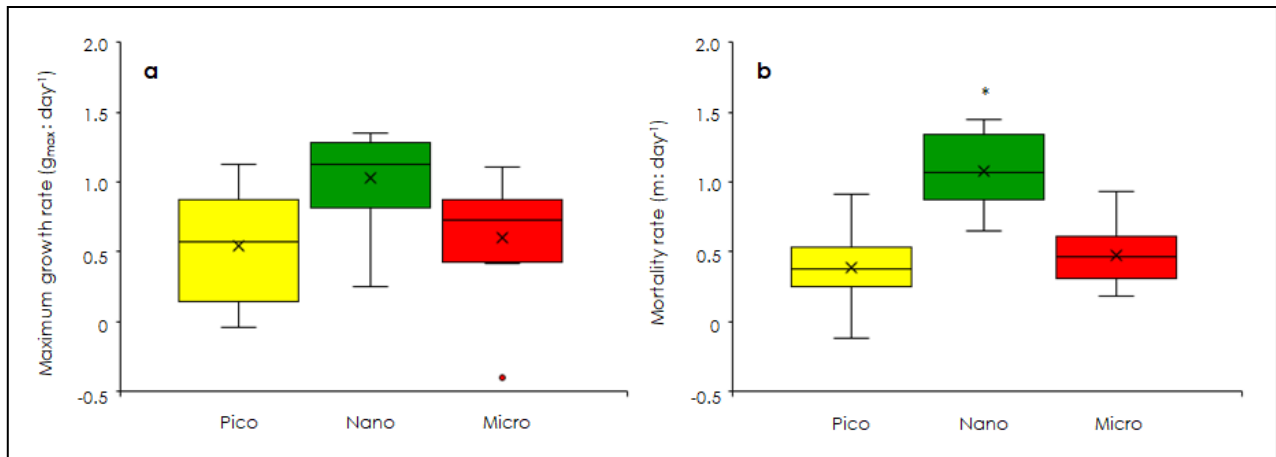 a
Maximum growth rate (gmax: day-1)
2.0
1.5
1.0
0.5
0
-0.5
Pico Nano Micro
b
Mortality rate (m: day-1)
2.0
1.5
1.0
0.5
0
-0.5
Pico Nano Micro